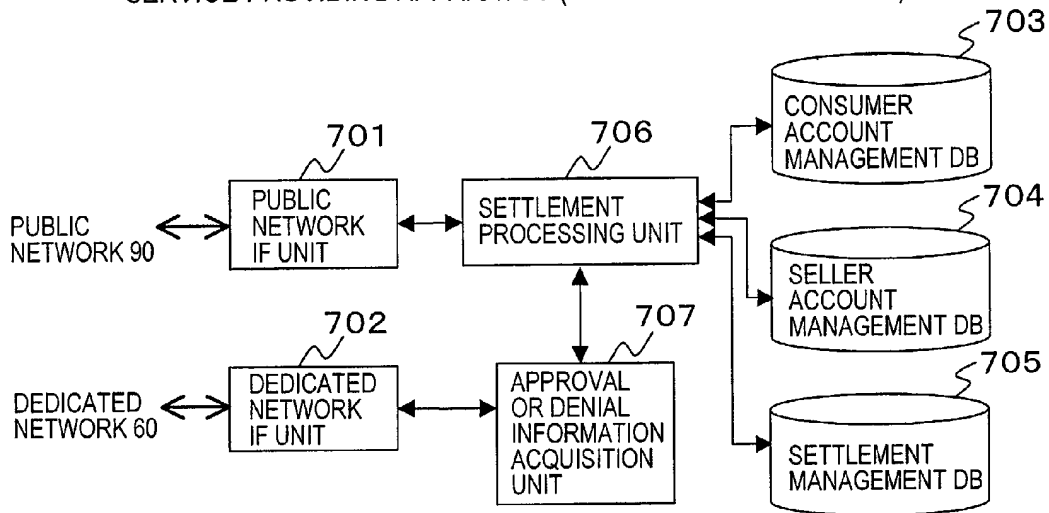 703
CONSUMER
ACCOUNT
MANAGEMENT DB
701
706
PUBLIC
NETWORK
IF UNIT
SETTLEMENT
PROCESSING UNIT
PUBLIC
NETWORK 90
704
SELLER
ACCOUNT
MANAGEMENT DB
702
707
DEDICATED
NETWORK
IF UNIT
APPROVAL
OR DENIAL
INFORMATION
ACQUISITION
UNIT
DEDICATED
NETWORK 60
705
SETTLEMENT
MANAGEMENT DB